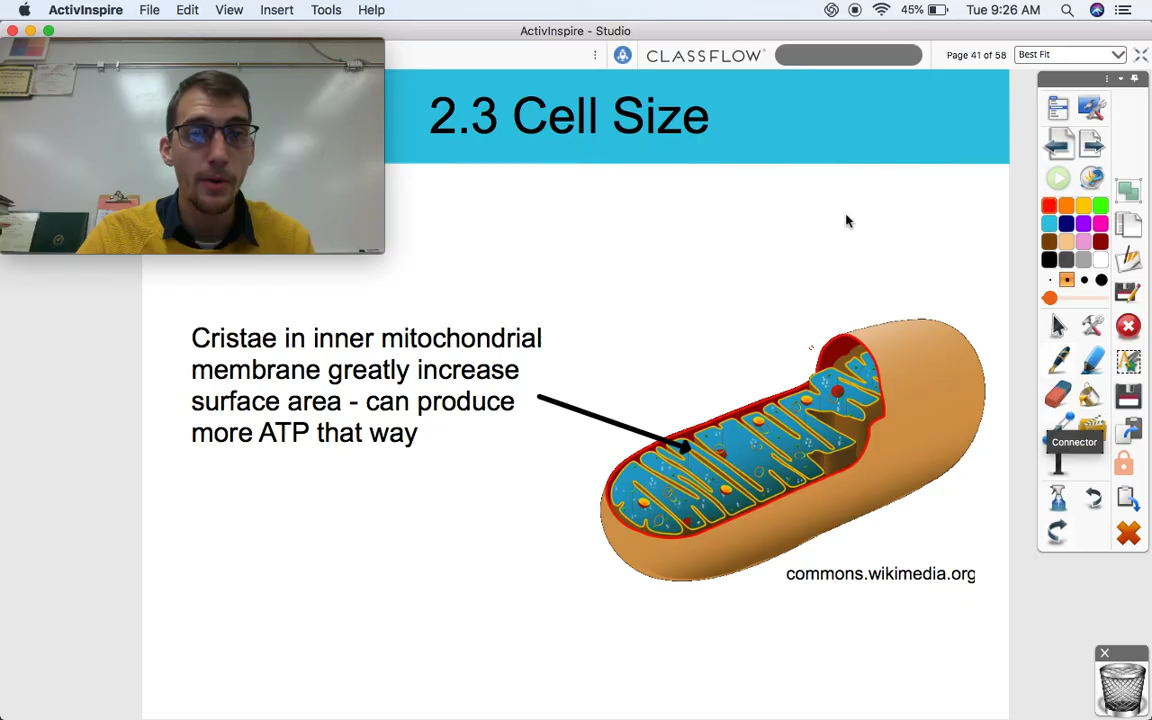 ActivInspire File Edit View Insert Tools Help 45% Tue 9:26 AM
ActivInspire - Studio
CLASSFLOW Page 41 of 58 Best Fit
2.3 Cell Size
Cristae in inner mitochondrial
membrane greatly increase
surface area - can produce
more ATP that way
Connector
commons.wikimedia.org